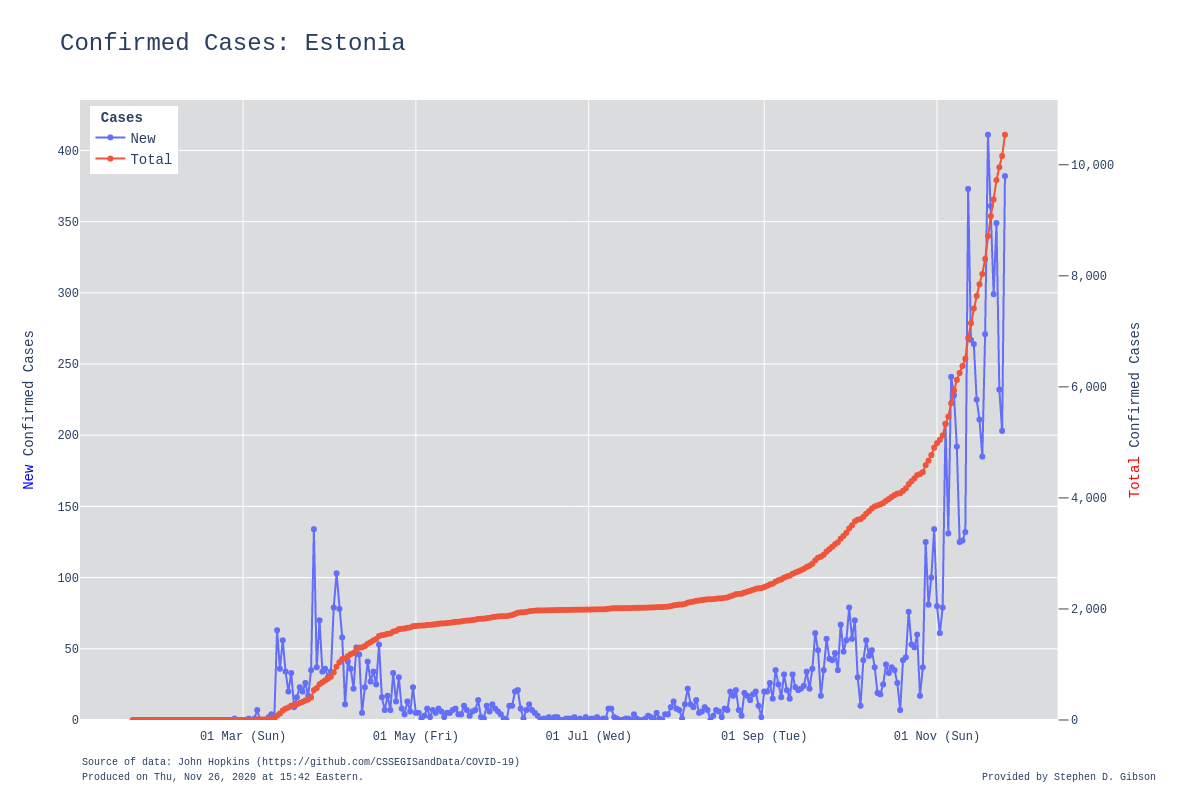 Confirmed Cases: Estonia
Cases
New
Total
400
350
300
250
200
150
100
50
0
10,000
8,000
6,000
4,000
2,000
0
New Confirmed Cases
Total Confirmed Cases
01 Mar (Sun)
01 May (Fri)
01 Jul (Wed)
01 Sep (Tue)
01 Nov (Sun)
Source of data: John Hopkins (https://github.com/CSSEGISandData/COVID-19)
Produced on Thu, Nov 26, 2020 at 15:42 Eastern.
Provided by Stephen D. Gibson